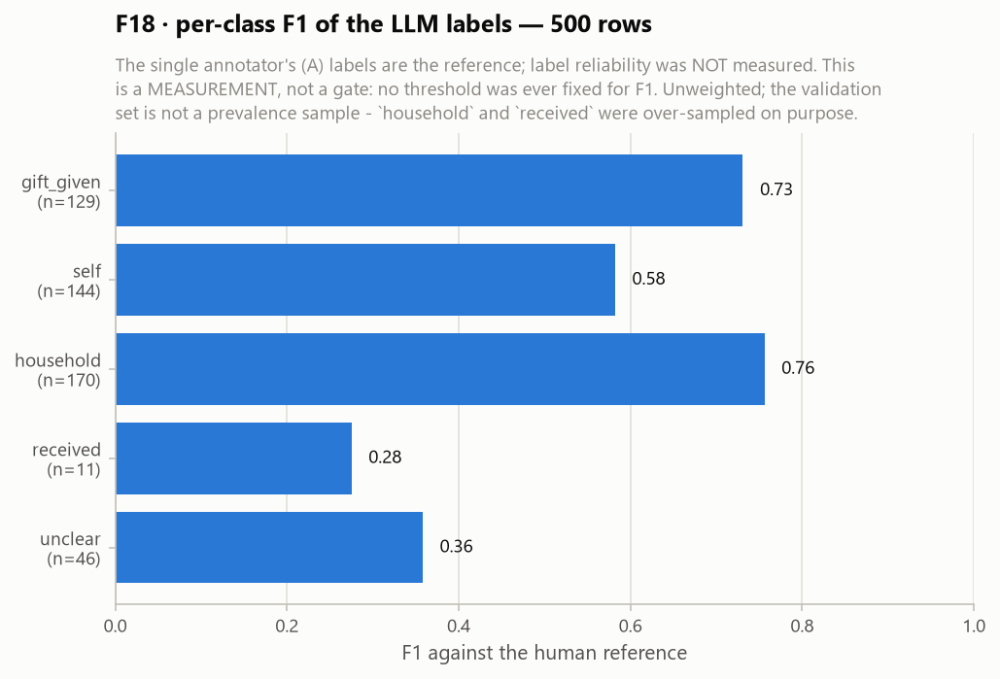 F18 · per-class F1 of the LLM labels — 500 rows
The single annotator's (A) labels are the reference; label reliability was NOT measured. This
is a MEASUREMENT, not a gate: no threshold was ever fixed for F1. Unweighted; the validation
set is not a prevalence sample - `household` and `received` were over-sampled on purpose.
gift_given
(n=129)
0.73
self
(n=144)
0.58
household
(n=170)
0.76
received
(n=11)
0.28
unclear
(n=46)
0.36
0.0 0.2 0.4 0.6 0.8 1.0
F1 against the human reference